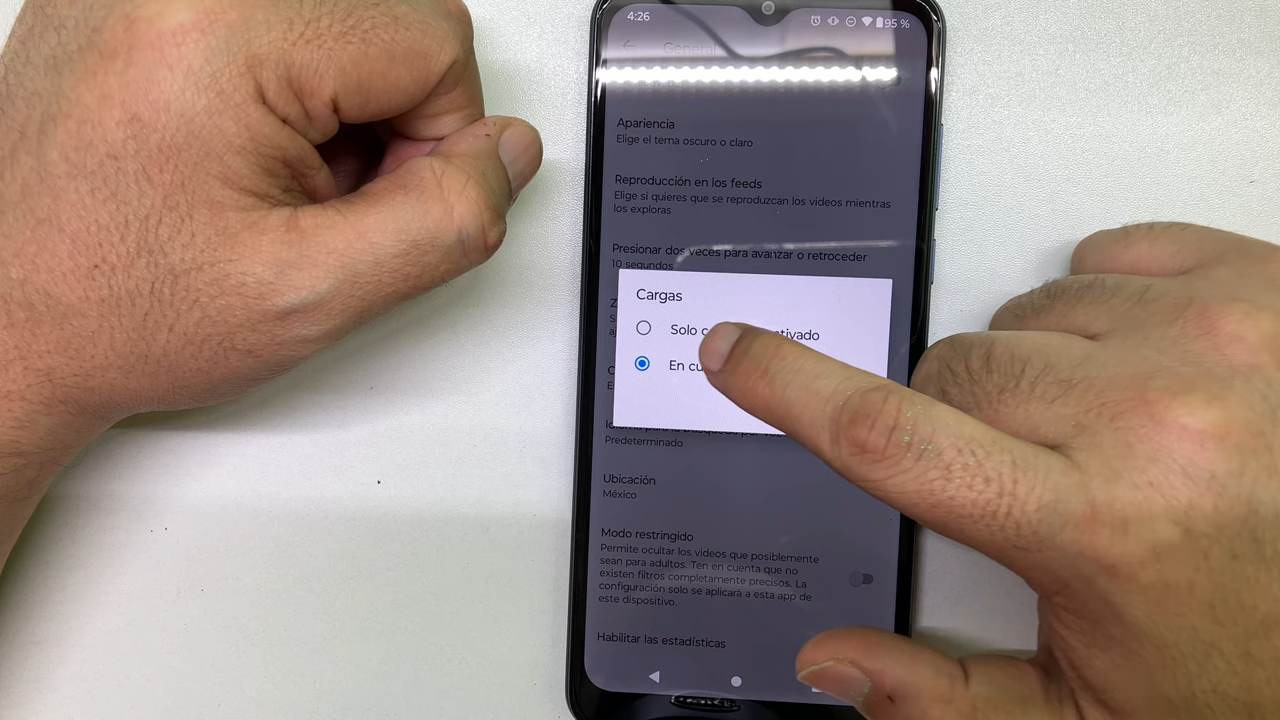 4:26
95 %
General
Apariencia
Elige el tema oscuro o claro
Reproducción en los feeds
Elige si quieres que se reproduzcan los videos mientras
los exploras
Presionar dos veces para avanzar o retroceder
10 segundos
Cargas
Solo
En
Predeterminado
Ubicación
México
Modo restringido
Permite ocultar los videos que posiblemente
sean para adultos. Ten en cuenta que no
existen filtros completamente precisos. La
configuración solo se aplicará a esta app de
este dispositivo.
Habilitar las estadísticas